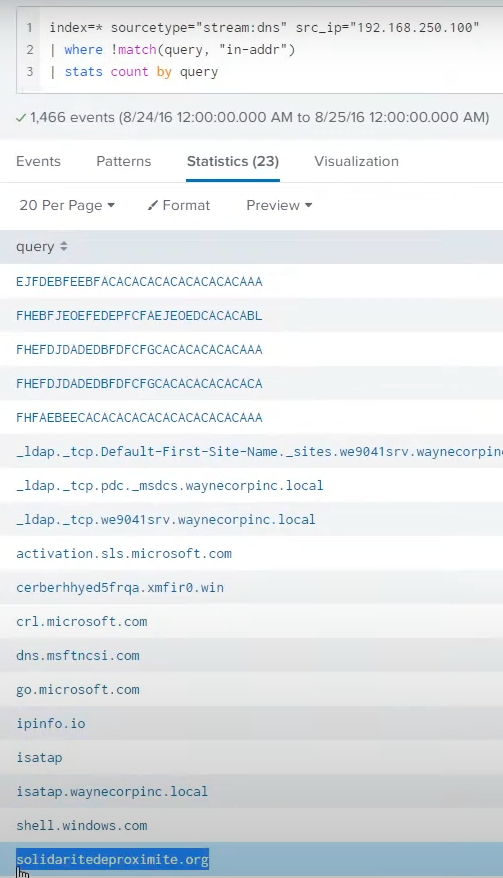 1 index=* sourcetype="stream:dns" src_ip="192.168.250.100"
2 | where !match(query, "in-addr")
3 | stats count by query
✓ 1,466 events (8/24/16 12:00:00.000 AM to 8/25/16 12:00:00.000 AM)
Events Patterns Statistics (23) Visualization
20 Per Page Format Preview
query
EJFDEBFEEBFACACACACACACACACACACACAAA
FHEBFJEOEFEDEPFCFAEJEOEDCACACABL
FHEFDJDADEDBFDFCFGCACACACACACACAAA
FHEFDJDADEDBFDFCFGCACACACACACACA
FHFAEBEECACACACACACACACACACACACAAA
_ldap._tcp.Default-First-Site-Name._sites.we9041srv.waynecorpin
_ldap._tcp.pdc._msdcs.waynecorpinc.local
_ldap._tcp.we9041srv.waynecorpinc.local
activation.sls.microsoft.com
cerberhhyed5frqa.xmfir0.win
crl.microsoft.com
dns.msftncsi.com
go.microsoft.com
ipinfo.io
isatap
isatap.waynecorpinc.local
shell.windows.com
solidaritedeproximite.org